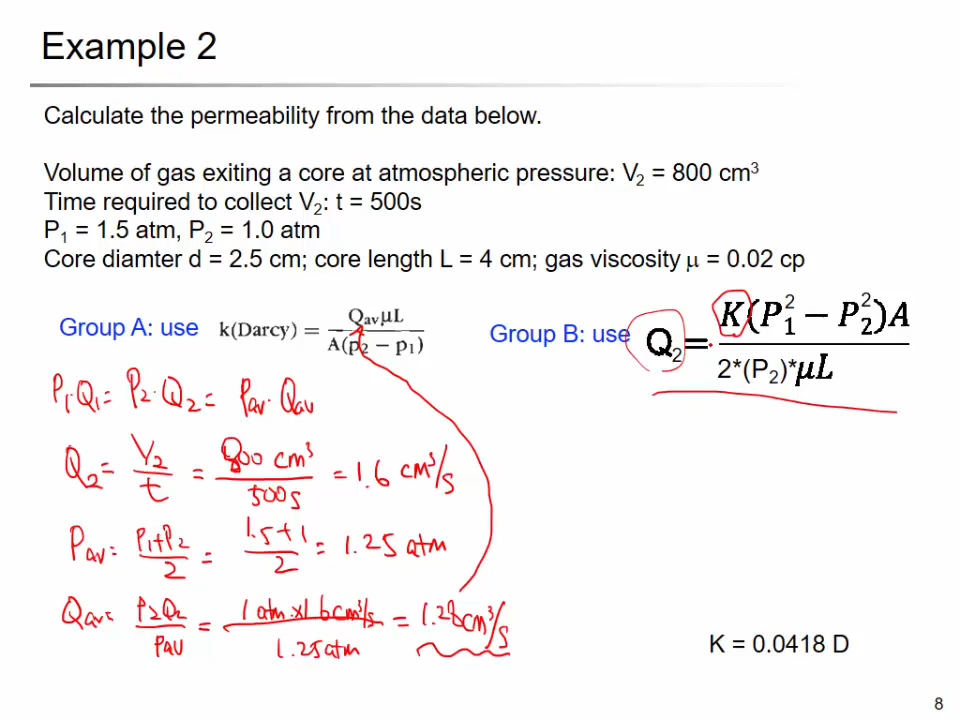 Example 2
Calculate the permeability from the data below.
Volume of gas exiting a core at atmospheric pressure: V₂ = 800 cm³
Time required to collect V₂: t = 500s
P₁ = 1.5 atm, P₂ = 1.0 atm
Core diamter d = 2.5 cm; core length L = 4 cm; gas viscosity μ = 0.02 cp
Group A: use k(Darcy) = QavμL / A(p₂ − p₁)
Group B: use Q₂ = K(P₁² − P₂²)A / 2*(P₂)*μL
P₁·Q₁ = P₂·Q₂ = Pav·Qav
Q₂ = V₂ / t = 800 cm³ / 500s = 1.6 cm³/s
Pav = P₁+P₂ / 2 = 1.5+1 / 2 = 1.25 atm
Qav = P₂Q₂ / PAV = 1 atm × 1.6 cm³/s / 1.25 atm = 1.28 cm³/s
K = 0.0418 D
8